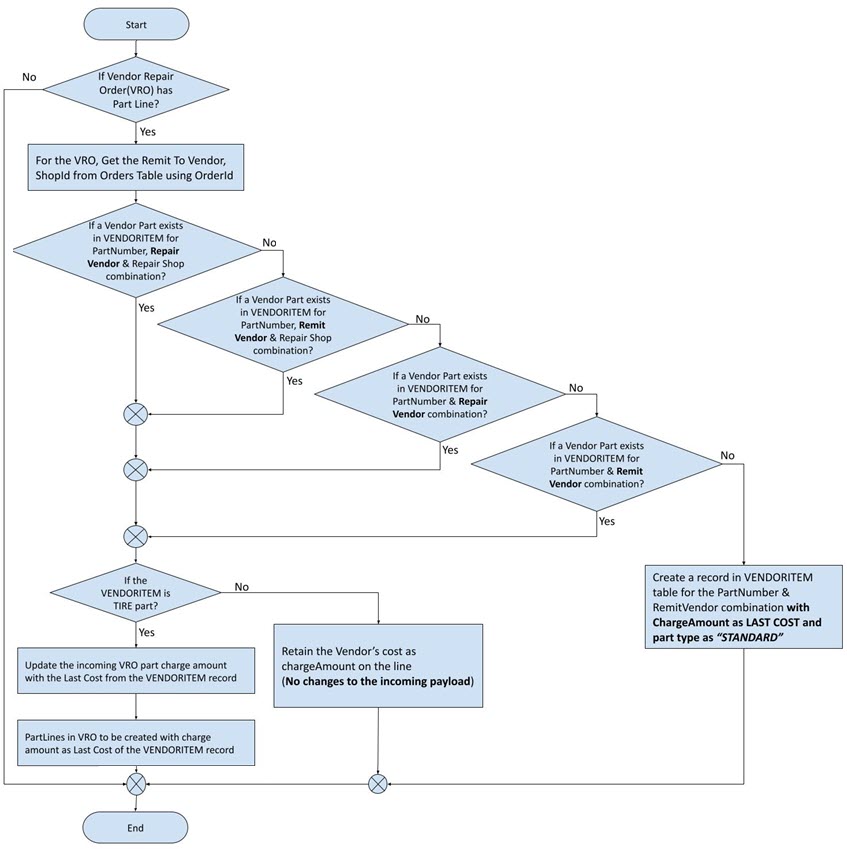 Start
If Vendor Repair
Order(VRO) has
Part Line?
No
Yes
For the VRO, Get the Remit To Vendor,
ShopId from Orders Table using OrderId
If a Vendor Part exists
in VENDORITEM for
PartNumber, Repair
Vendor & Repair Shop
combination?
No
Yes
If a Vendor Part exists
in VENDORITEM for
PartNumber, Remit
Vendor & Repair Shop
combination?
No
Yes
If a Vendor Part exists
in VENDORITEM for
PartNumber & Repair
Vendor combination?
No
Yes
If a Vendor Part exists
in VENDORITEM for
PartNumber & Remit
Vendor combination?
No
Yes
Create a record in VENDORITEM
table for the PartNumber &
RemitVendor combination with
ChargeAmount as LAST COST and
part type as “STANDARD”
If the
VENDORITEM is
TIRE part?
No
Yes
Retain the Vendor’s cost as
chargeAmount on the line
(No changes to the incoming payload)
Update the incoming VRO part charge amount
with the Last Cost from the VENDORITEM record
PartLines in VRO to be created with charge
amount as Last Cost of the VENDORITEM record
End